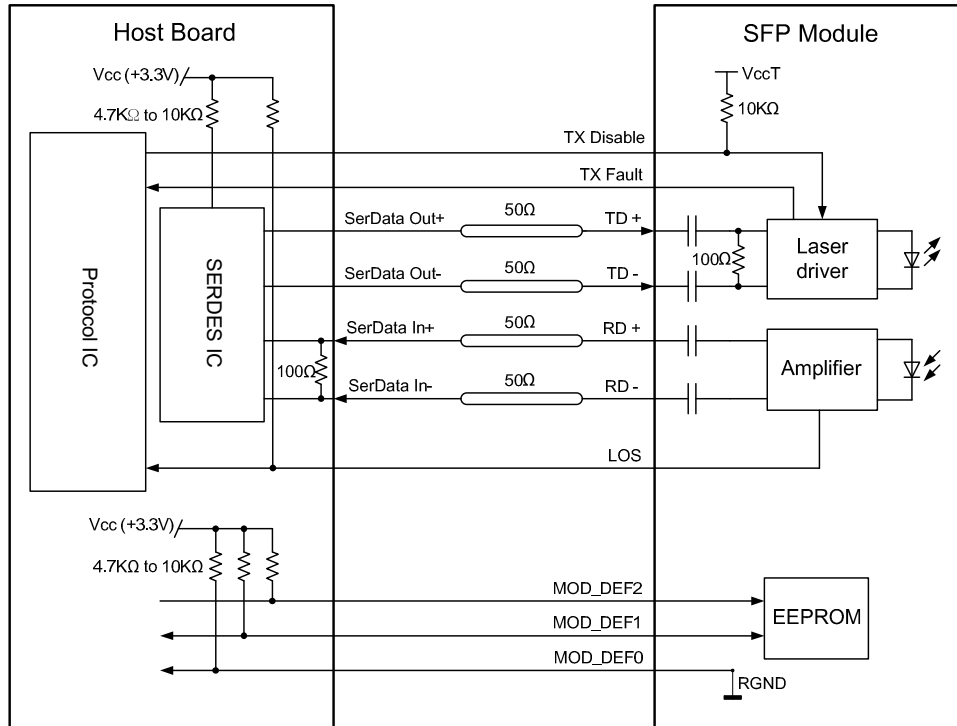 Host Board
SFP Module
Vcc (+3.3V)
VccT
4.7KΩ to 10KΩ
10KΩ
TX Disable
TX Fault
SerData Out+
50Ω
TD +
Protocol IC
SERDES IC
100Ω
Laser
driver
SerData Out-
50Ω
TD -
SerData In+
50Ω
RD +
100Ω
Amplifier
SerData In-
50Ω
RD -
LOS
Vcc (+3.3V)
4.7KΩ to 10KΩ
MOD_DEF2
EEPROM
MOD_DEF1
MOD_DEF0
RGND